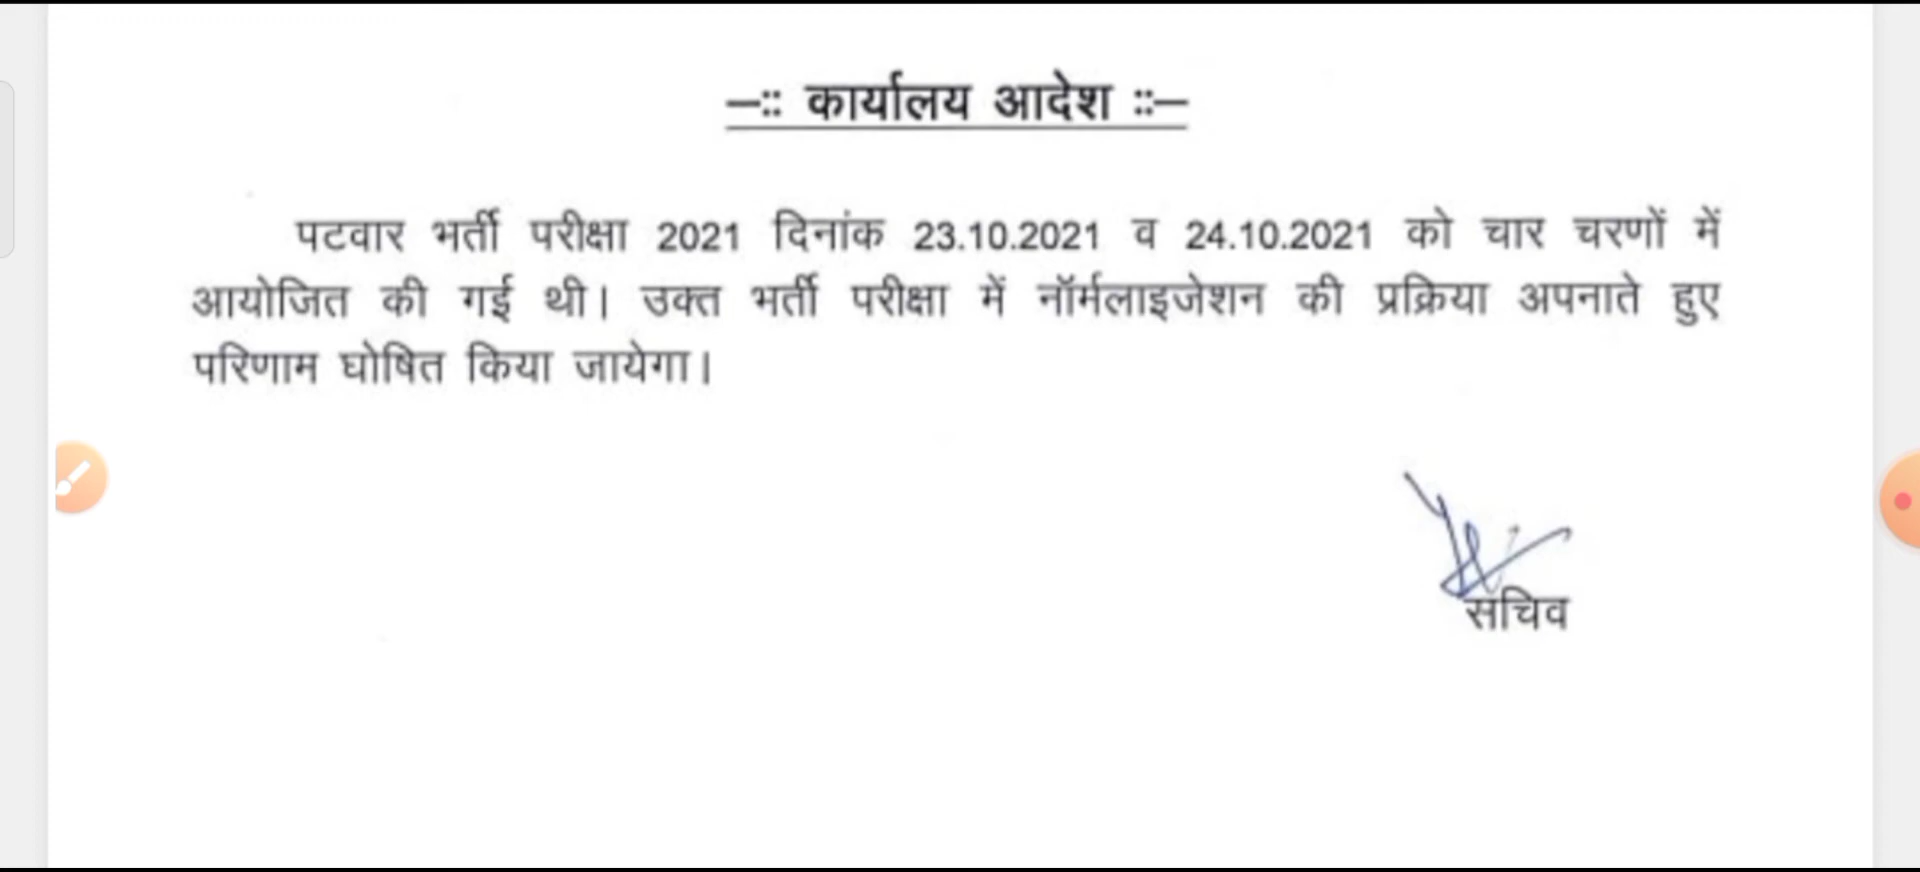 —:: कार्यालय आदेश ::—
पटवार भर्ती परीक्षा 2021 दिनांक 23.10.2021 व 24.10.2021 को चार चरणों में
आयोजित की गई थी। उक्त भर्ती परीक्षा में नॉर्मलाइजेशन की प्रक्रिया अपनाते हुए
परिणाम घोषित किया जायेगा।
सचिव